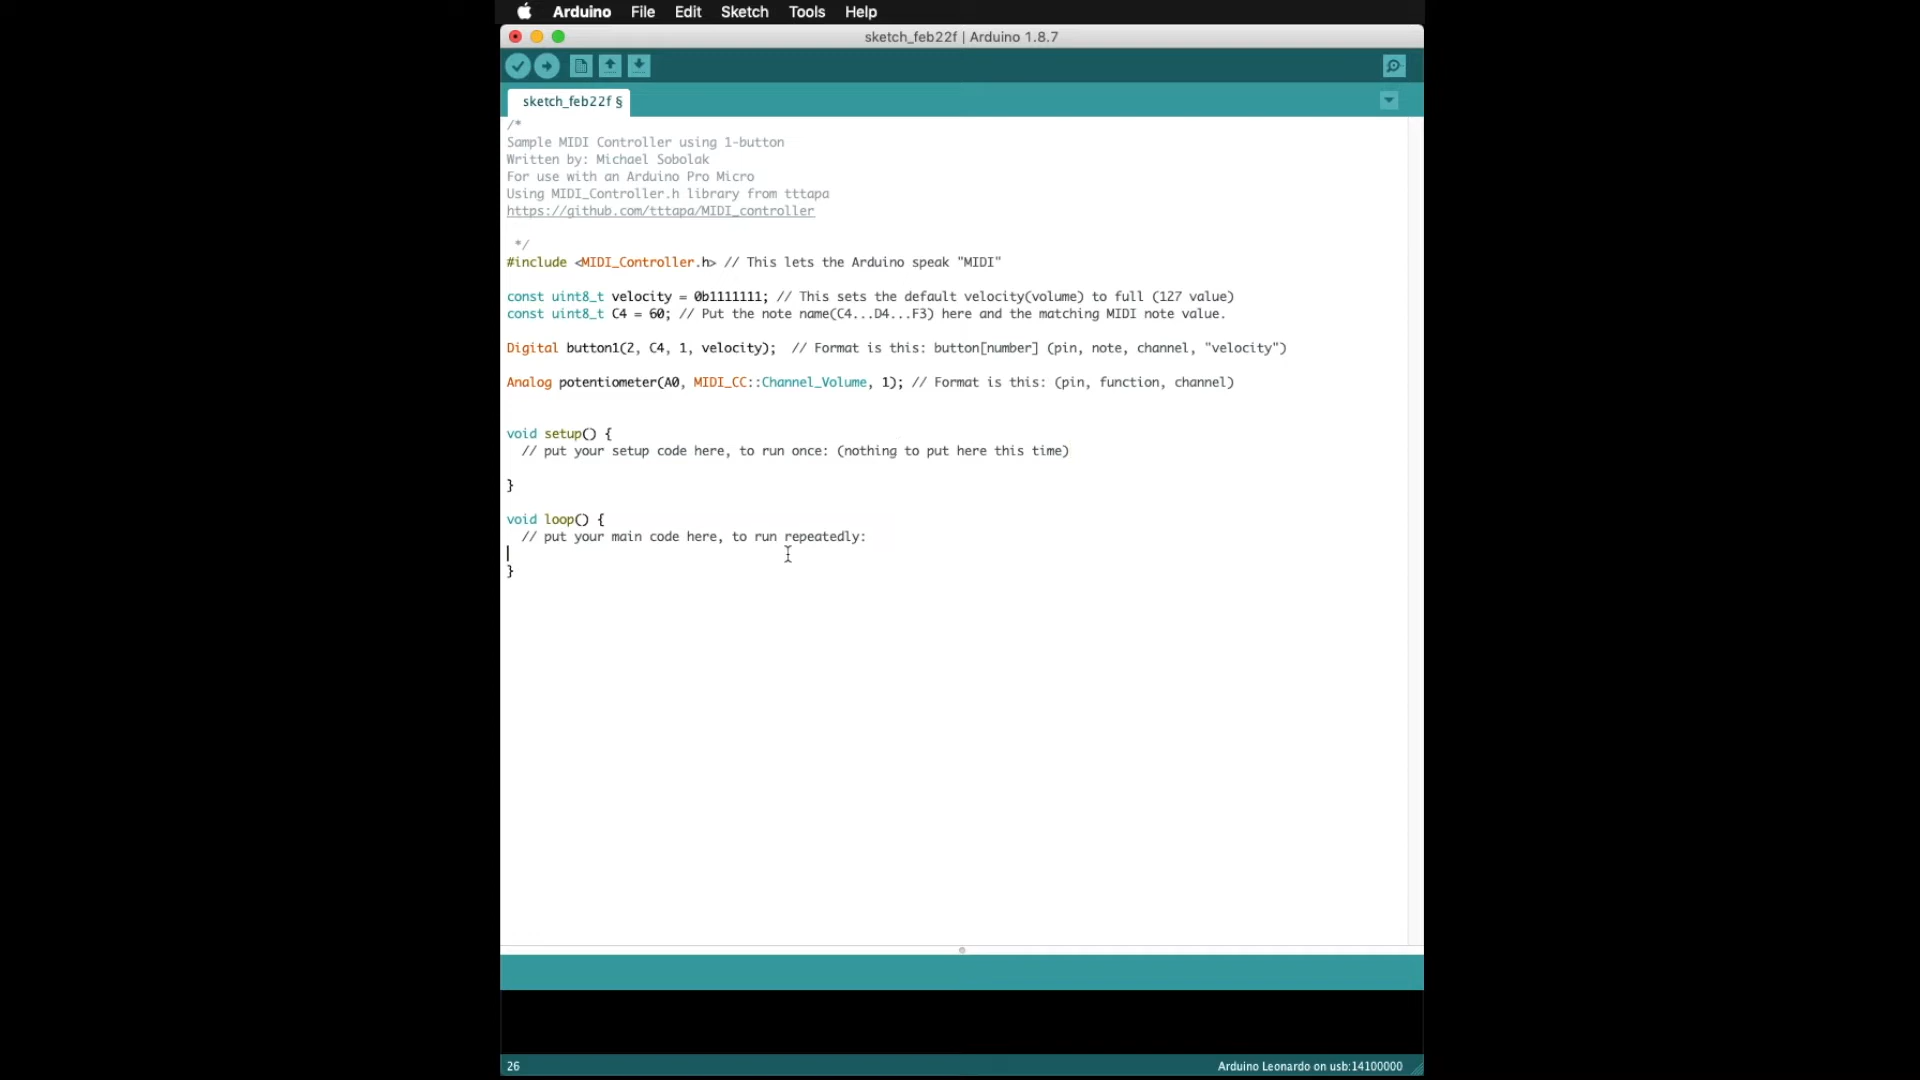 Arduino File Edit Sketch Tools Help
sketch_feb22f | Arduino 1.8.7
sketch_feb22f §
/*
Sample MIDI Controller using 1-button
Written by: Michael Sobolak
For use with an Arduino Pro Micro
Using MIDI_Controller.h library from tttapa
https://github.com/tttapa/MIDI_controller
*/
#include <MIDI_Controller.h> // This lets the Arduino speak "MIDI"
const uint8_t velocity = 0b1111111; // This sets the default velocity(volume) to full (127 value)
const uint8_t C4 = 60; // Put the note name(C4...D4...F3) here and the matching MIDI note value.
Digital button1(2, C4, 1, velocity);  // Format is this: button[number] (pin, note, channel, "velocity")
Analog potentiometer(A0, MIDI_CC::Channel_Volume, 1); // Format is this: (pin, function, channel)
void setup() {
// put your setup code here, to run once: (nothing to put here this time)
}
void loop() {
// put your main code here, to run repeatedly:
}
26 Arduino Leonardo on usb:14100000